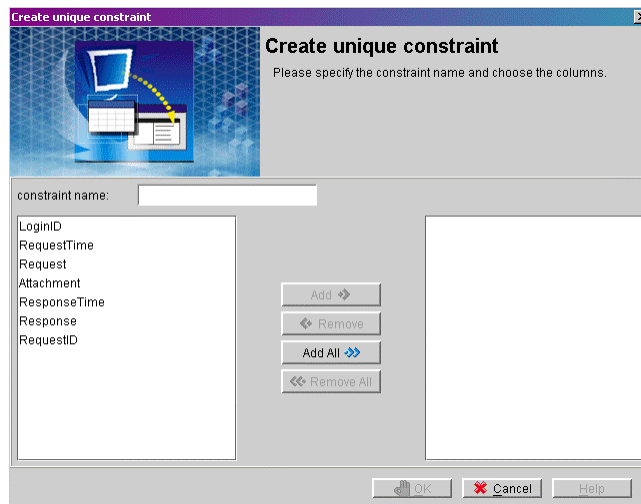 Create unique constraint
Create unique constraint
Please specify the constraint name and choose the columns.
constraint name:
LoginID
RequestTime
Request
Attachment
ResponseTime
Response
RequestID
Add
Remove
Add All
Remove All
OK
Cancel
Help